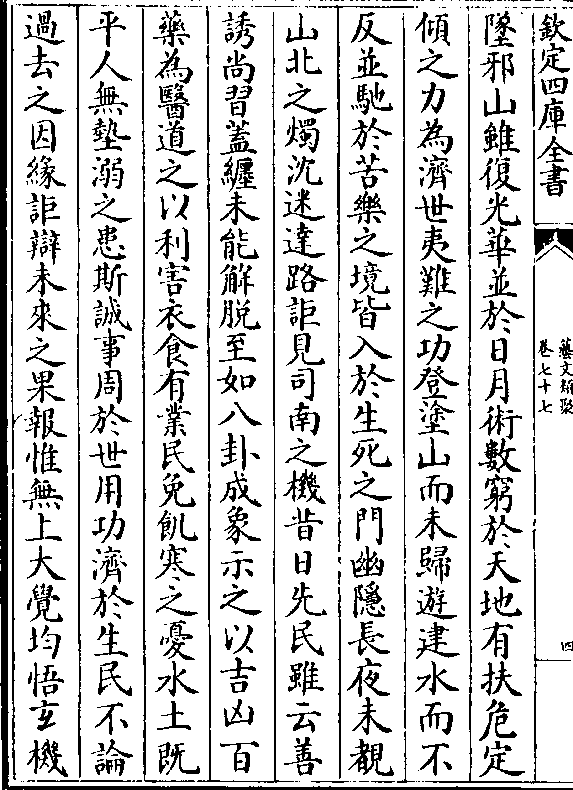 欽定四庫全書
藝文類聚
卷七十七
四
墜邪山雖復光華並於日月術數窮於天地有扶危定
傾之力為濟世夷難之功登塗山而未歸遊建水而不
反並馳於苦樂之境皆入於生死之門幽隱長夜未覩
山北之燭沉迷達路詎見司南之機昔日先民雖云善
誘尚習蓋纏未能解脫至如八卦成象示之以吉凶百
藥為醫道之以利害衣食有業民免飢寒之憂水土既
平人無墊溺之患斯誠事周於世用功濟於生民不論
過去之因緣詎辯未來之果報惟無上大覺均悟玄機